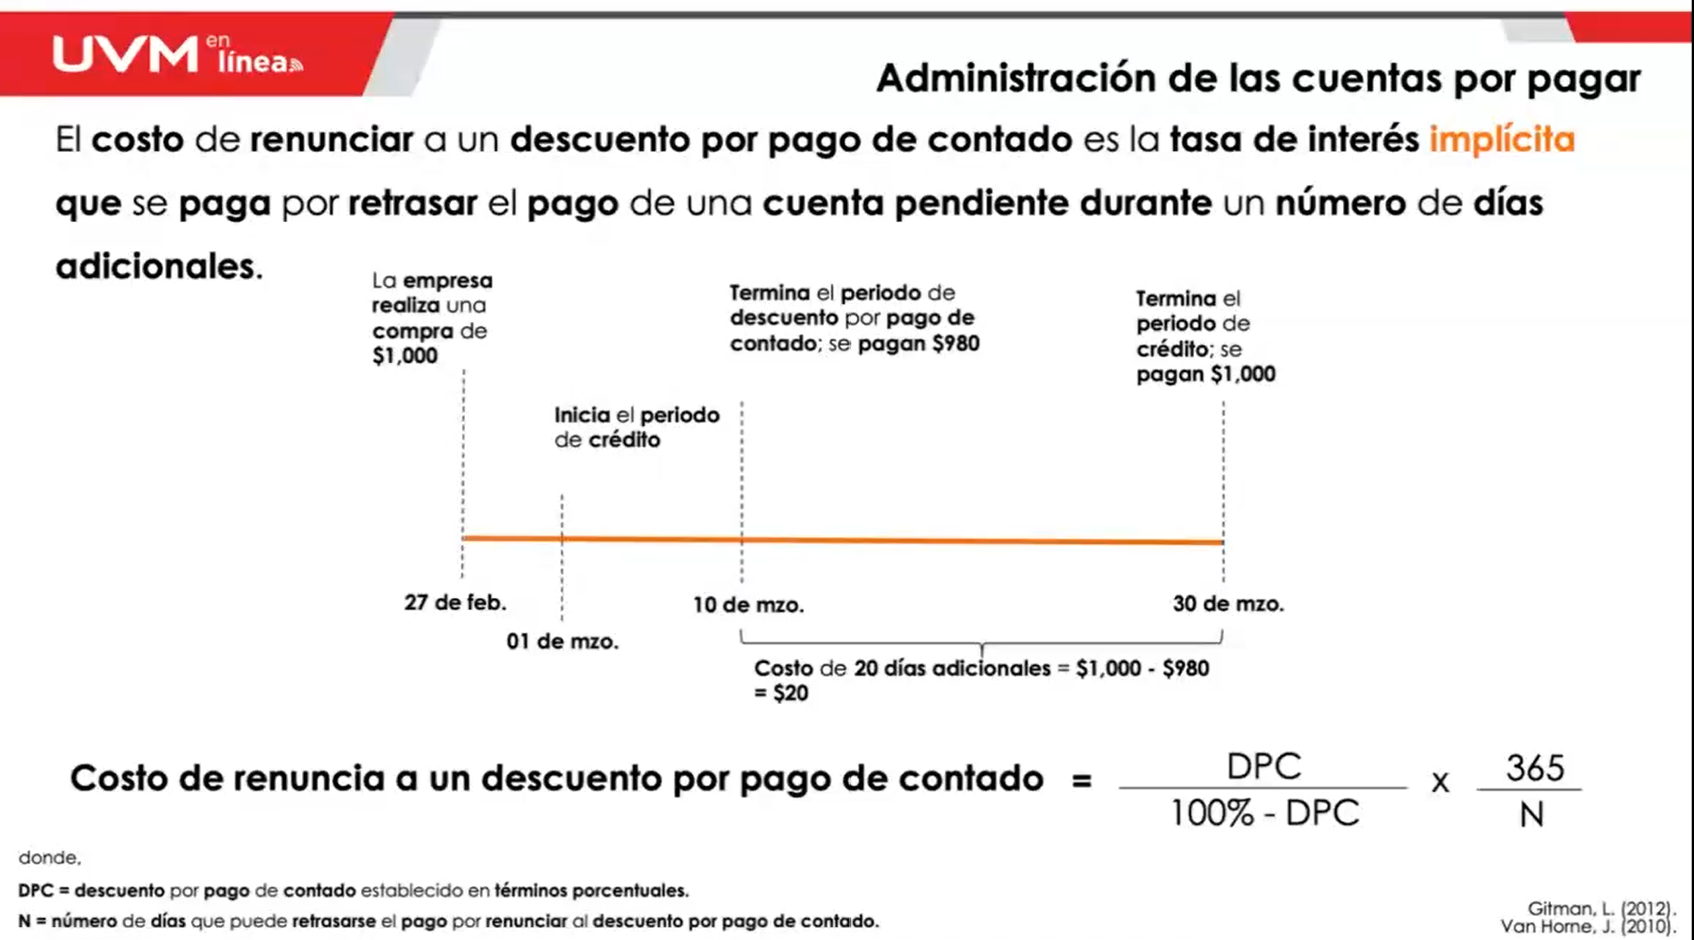 UVM en línea
Administración de las cuentas por pagar
El costo de renunciar a un descuento por pago de contado es la tasa de interés implícita
que se paga por retrasar el pago de una cuenta pendiente durante un número de días
adicionales.
La empresa
realiza una
compra de
$1,000
Inicia el periodo
de crédito
Termina el periodo de
descuento por pago de
contado; se pagan $980
Termina el
periodo de
crédito; se
pagan $1,000
27 de feb.
01 de mzo.
10 de mzo.
30 de mzo.
Costo de 20 días adicionales = $1,000 - $980
= $20
Costo de renuncia a un descuento por pago de contado = DPC / 100% - DPC x 365 / N
donde,
DPC = descuento por pago de contado establecido en términos porcentuales.
N = número de días que puede retrasarse el pago por renunciar al descuento por pago de contado.
Gitman, L. (2012).
Van Horne, J. (2010).